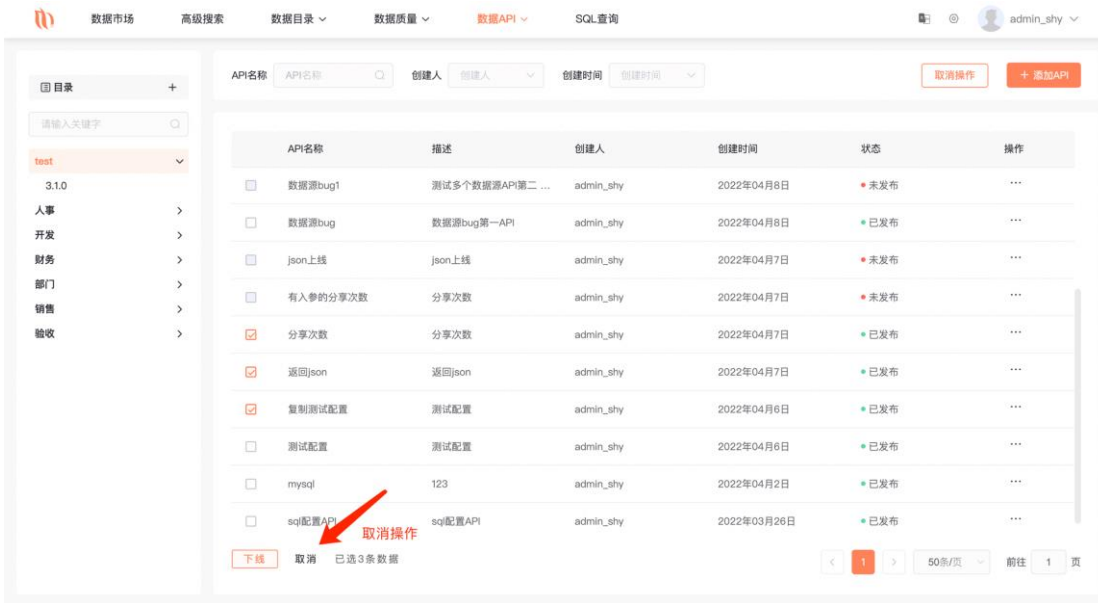 数据市场 高级搜索 数据目录 数据质量 数据API SQL查询 admin_shy
目录 +
请输入关键字
test
3.1.0
人事
开发
财务
部门
销售
验收
API名称 API名称 创建人 创建人 创建时间 创建时间 取消操作 + 添加API
API名称 描述 创建人 创建时间 状态 操作
数据源bug1 测试多个数据源API第二 ... admin_shy 2022年04月8日 未发布 ...
数据源bug 数据源bug第一API admin_shy 2022年04月8日 已发布 ...
json上线 json上线 admin_shy 2022年04月7日 未发布 ...
有入参的分享次数 分享次数 admin_shy 2022年04月7日 未发布 ...
分享次数 分享次数 admin_shy 2022年04月7日 已发布 ...
返回json 返回json admin_shy 2022年04月7日 已发布 ...
复制测试配置 测试配置 admin_shy 2022年04月6日 已发布 ...
测试配置 测试配置 admin_shy 2022年04月6日 已发布 ...
mysql 123 admin_shy 2022年04月2日 已发布 ...
sql配置API sql配置API admin_shy 2022年03月26日 已发布 ...
取消操作
下线 取消 已选3条数据 < 1 > 50条/页 前往 1 页